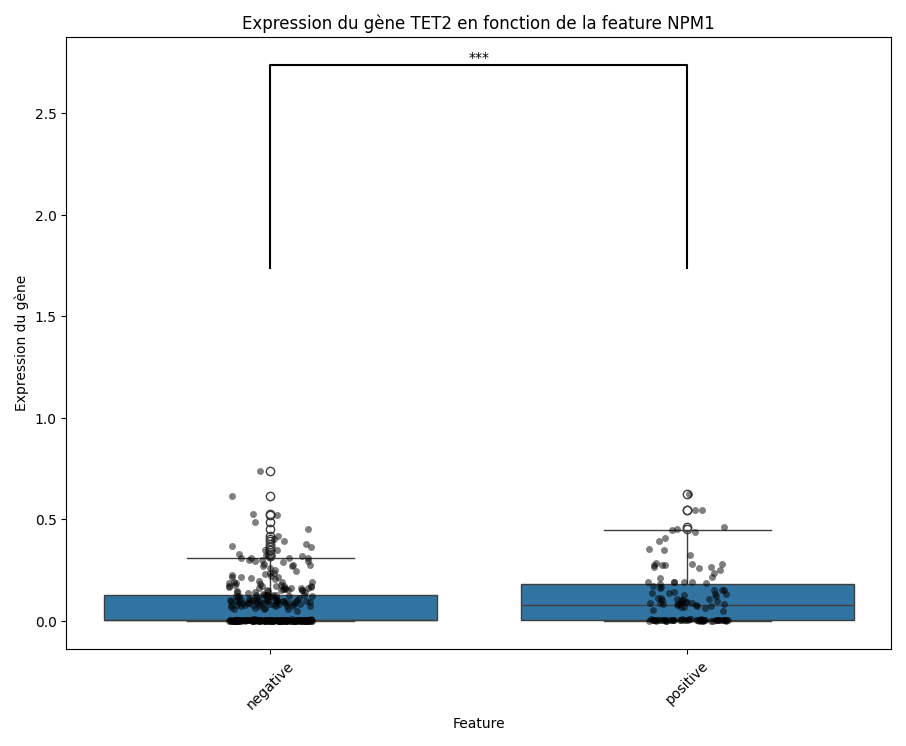 Expression du gène TET2 en fonction de la feature NPM1
***
2.5
2.0
1.5
1.0
0.5
0.0
Expression du gène
negative
positive
Feature